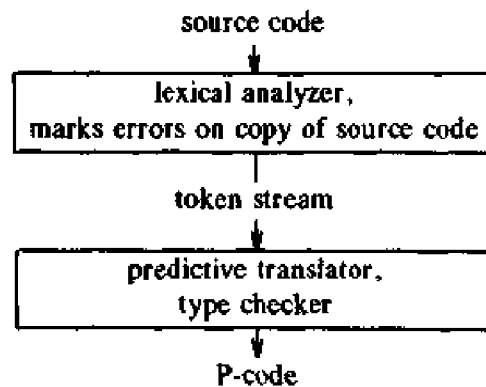 source code
lexical analyzer,
marks errors on copy of source code
token stream
predictive translator,
type checker
P-code